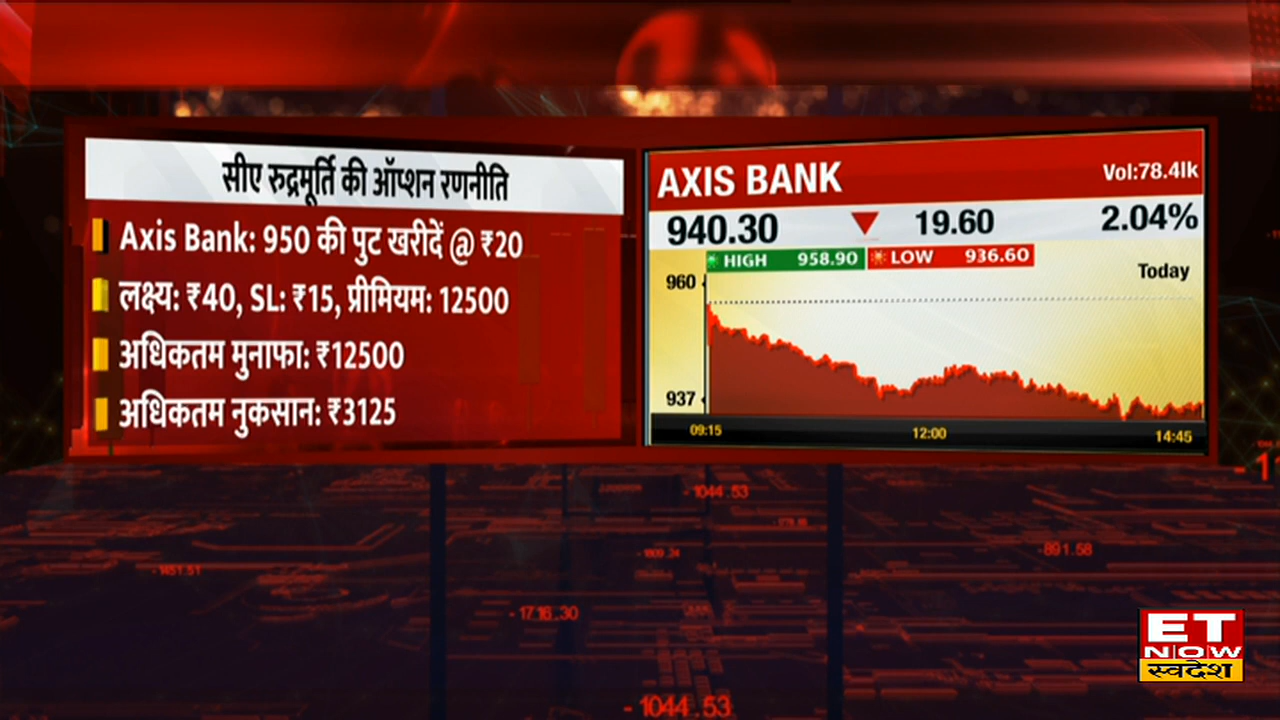 सीए रुद्रमूर्ति की ऑप्शन रणनीति
Axis Bank: 950 की पुट खरीदें @ ₹20
लक्ष्य: ₹40, SL: ₹15, प्रीमियम: 12500
अधिकतम मुनाफा: ₹12500
अधिकतम नुकसान: ₹3125
AXIS BANK
Vol:78.4lk
940.30 19.60 2.04%
HIGH 958.90 LOW 936.60
Today
960
937
09:15 12:00 14:45
-1044.53
-891.58
-1451.51
-1716.30
-1044.53
ET
NOW
स्वदेश